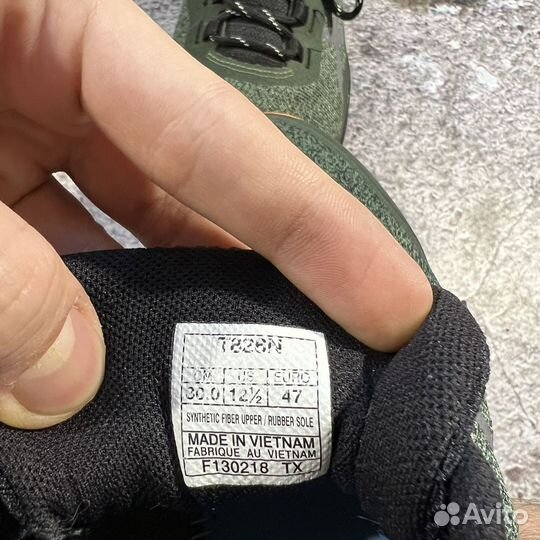 T826N
CM US EURO
30.0 12½ 47
SYNTHETIC FIBER UPPER / RUBBER SOLE
MADE IN VIETNAM
FABRIQUE AU VIETNAM
F130218 TX
Avito